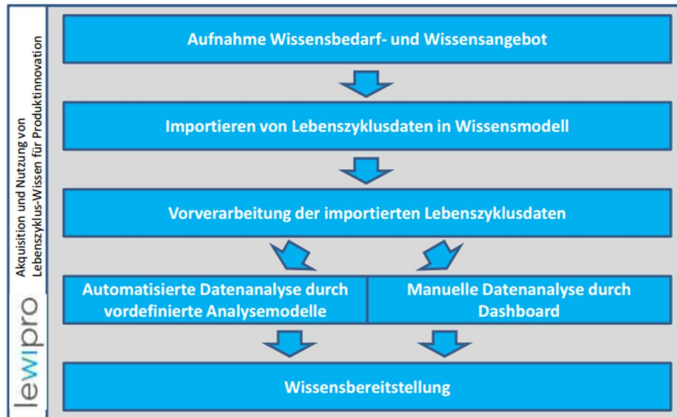 Aufnahme Wissensbedarf- und Wissensangebot
Importieren von Lebenszyklusdaten in Wissensmodell
Vorverarbeitung der importierten Lebenszyklusdaten
Automatisierte Datenanalyse durch
vordefinierte Analysemodelle
Manuelle Datenanalyse durch
Dashboard
Wissensbereitstellung
Akquisition und Nutzung von
Lebenszyklus-Wissen für Produktinnovation
lewipro